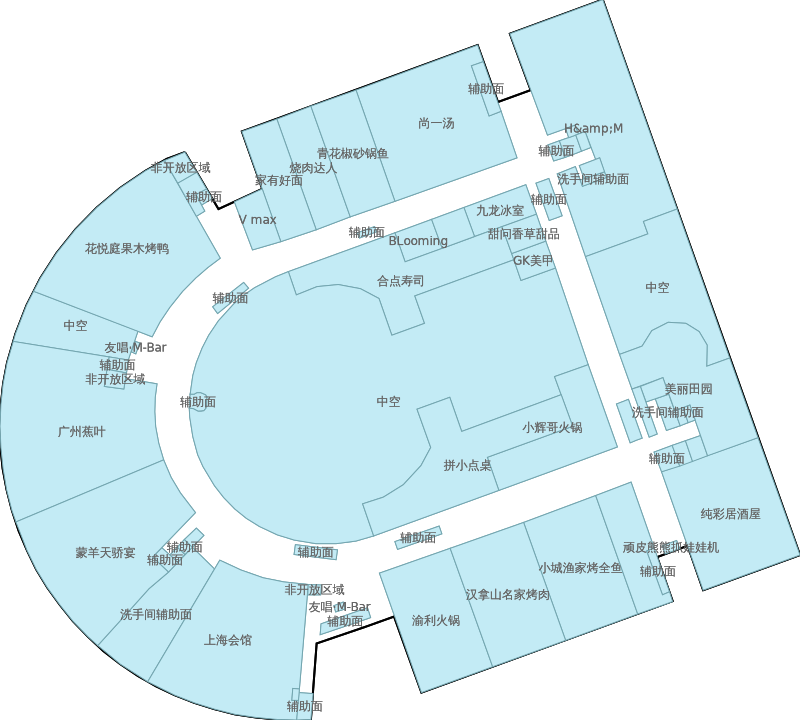 辅助面
尚一汤
H&amp;M
青花椒砂锅鱼
辅助面
非开放区域
烧肉达人
家有好面
洗手间辅助面
辅助面
辅助面
九龙冰室
V max
辅助面
甜问香草甜品
BLooming
花悦庭果木烤鸭
GK美甲
合点寿司
中空
辅助面
中空
友唱·M-Bar
辅助面
非开放区域
美丽田园
辅助面
中空
洗手间辅助面
广州蕉叶
小辉哥火锅
辅助面
拼小点桌
纯彩居酒屋
辅助面
辅助面
顽皮熊熊抓娃娃机
蒙羊天骄宴
辅助面
辅助面
小城渔家烤全鱼
辅助面
非开放区域
汉拿山名家烤肉
友唱·M-Bar
洗手间辅助面
辅助面
渝利火锅
上海会馆
辅助面